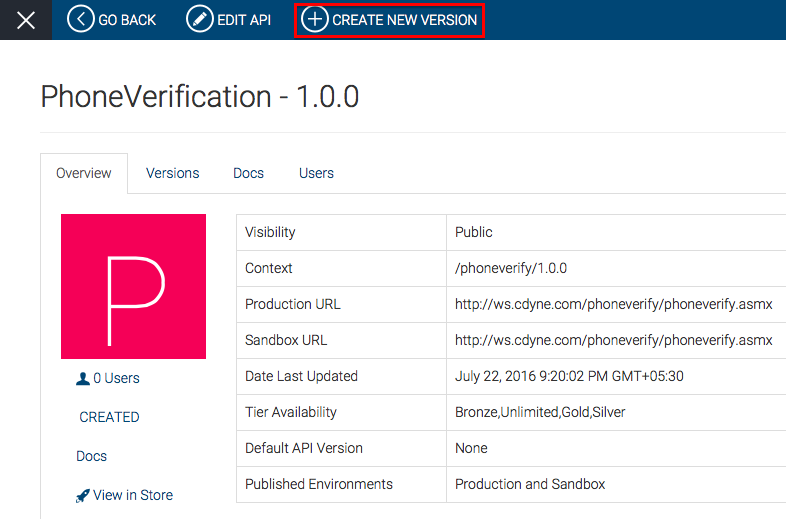 GO BACK EDIT API CREATE NEW VERSION
PhoneVerification - 1.0.0
Overview Versions Docs Users
P
0 Users
CREATED
Docs
View in Store
Visibility Public
Context /phoneverify/1.0.0
Production URL http://ws.cdyne.com/phoneverify/phoneverify.asmx
Sandbox URL http://ws.cdyne.com/phoneverify/phoneverify.asmx
Date Last Updated July 22, 2016 9:20:02 PM GMT+05:30
Tier Availability Bronze,Unlimited,Gold,Silver
Default API Version None
Published Environments Production and Sandbox